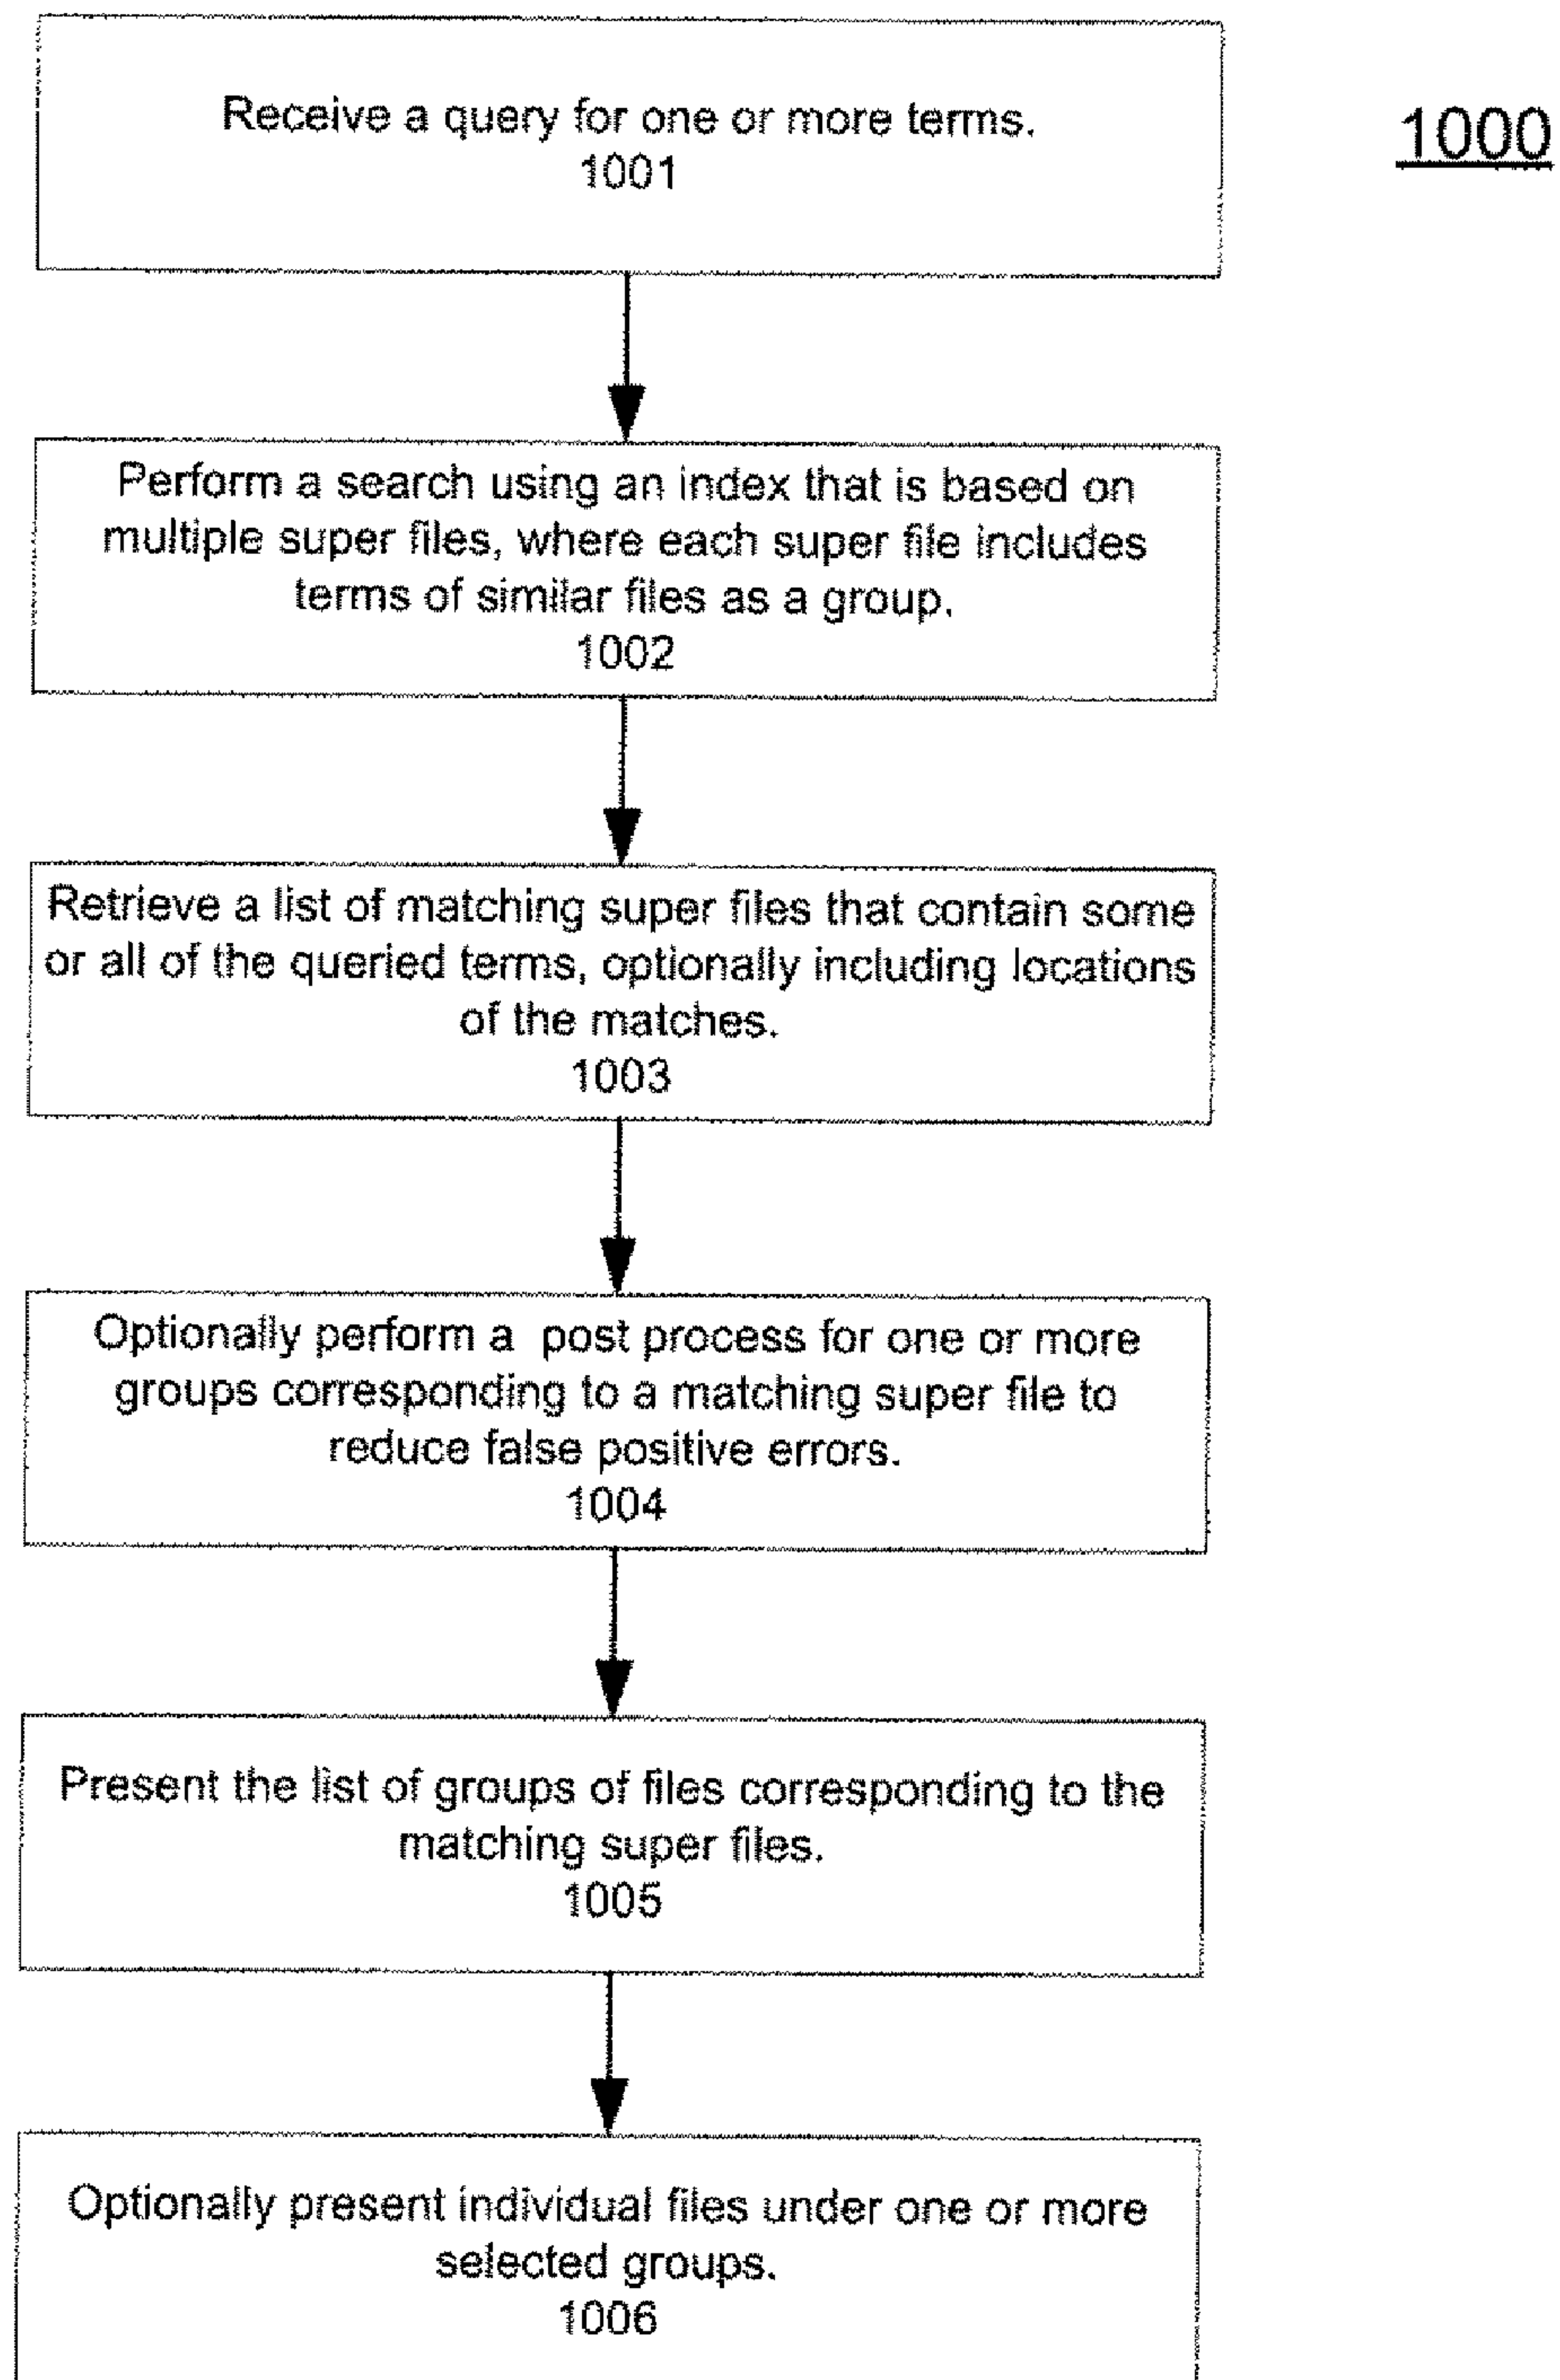 Receive a query for one or more terms.
1001
1000
Perform a search using an index that is based on
multiple super files, where each super file includes
terms of similar files as a group.
1002
Retrieve a list of matching super files that contain some
or all of the queried terms, optionally including locations
of the matches.
1003
Optionally perform a post process for one or more
groups corresponding to a matching super file to
reduce false positive errors.
1004
Present the list of groups of files corresponding to the
matching super files.
1005
Optionally present individual files under one or more
selected groups.
1006